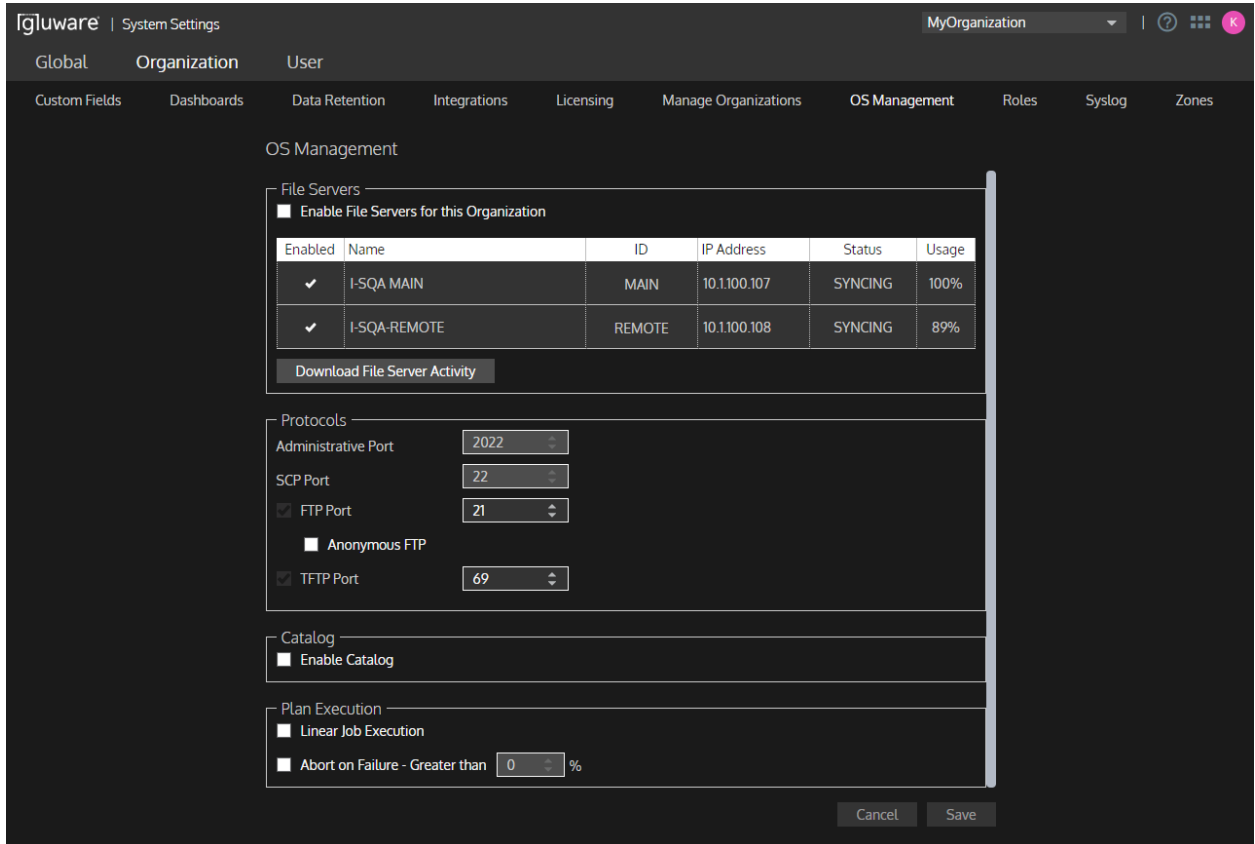 gluware | System Settings
MyOrganization
K
Global Organization User
Custom Fields Dashboards Data Retention Integrations Licensing Manage Organizations OS Management Roles Syslog Zones
OS Management
File Servers
Enable File Servers for this Organization
Enabled Name ID IP Address Status Usage
I-SQA MAIN MAIN 10.1.100.107 SYNCING 100%
I-SQA-REMOTE REMOTE 10.1.100.108 SYNCING 89%
Download File Server Activity
Protocols
Administrative Port 2022
SCP Port 22
FTP Port 21
Anonymous FTP
TFTP Port 69
Catalog
Enable Catalog
Plan Execution
Linear Job Execution
Abort on Failure - Greater than 0 %
Cancel Save